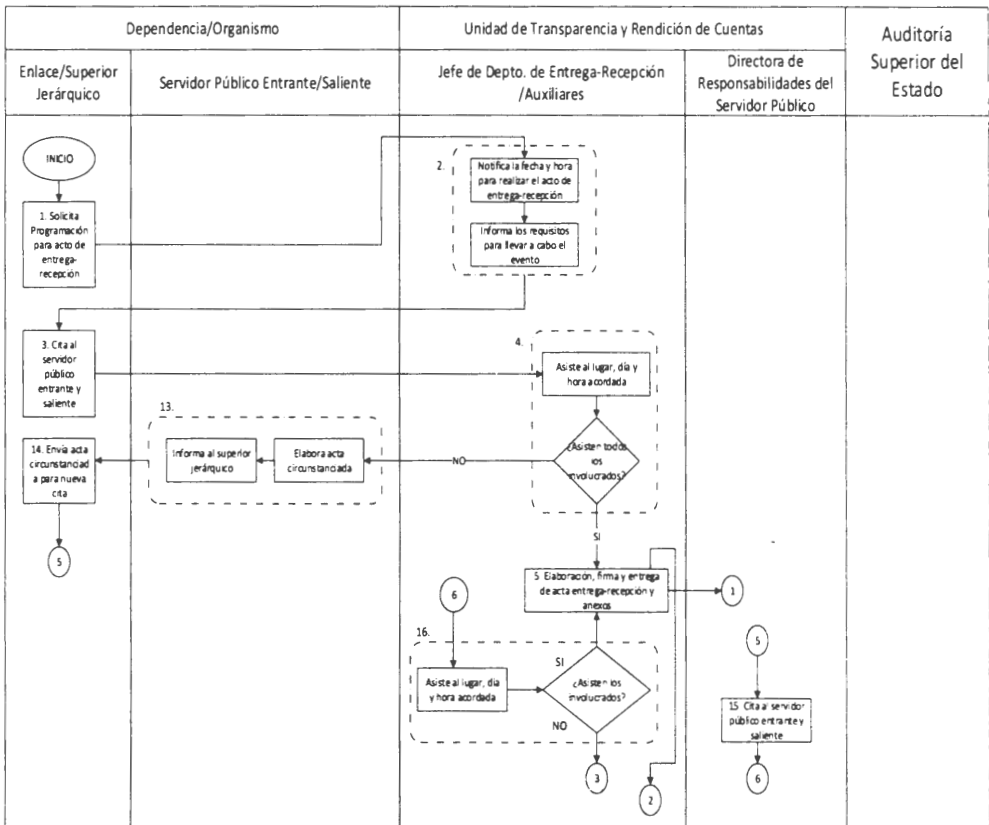 Dependencia/Organismo
Unidad de Transparencia y Rendición de Cuentas
Auditoría
Superior del
Estado
Enlace/Superior
Jerárquico
Servidor Público Entrante/Saliente
Jefe de Depto. de Entrega-Recepción
/Auxiliares
Directora de
Responsabilidades del
Servidor Público
INICIO
1. Solicita
Programación
para acto de
entrega-
recepción
2.
Notifica la fecha y hora
para realizar el acto de
entrega-recepción
Informa los requisitos
para llevar a cabo el
evento
3. Cita al
servidor
público
entrante y
saliente
4.
Asiste al lugar, día y
hora acordada
¿Asisten todos
los
involucrados?
NO
SI
13.
Elabora acta
circunstanciada
Informa al superior
jerárquico
14. Envía acta
circunstanciad
a para nueva
cita
5
5. Elaboración, firma y entrega
de acta entrega-recepción y
anexos
1
6
16.
Asiste al lugar, día
y hora acordada
SI
¿Asisten los
involucrados?
NO
3
2
5
15. Cita al servidor
público entrante y
saliente
6